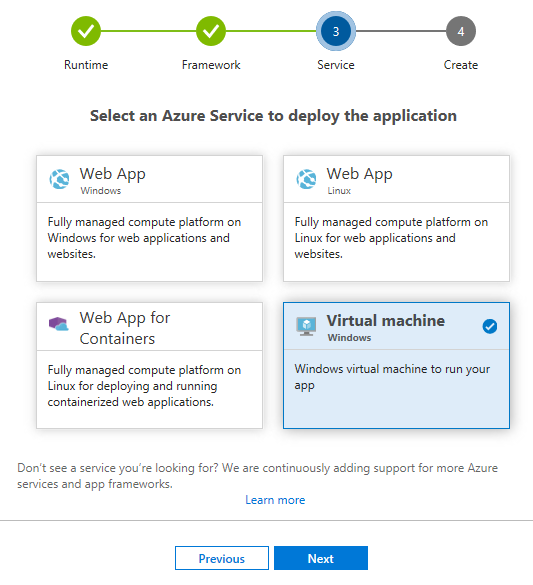 3
4
Runtime
Framework
Service
Create
Select an Azure Service to deploy the application
Web App
Windows
Fully managed compute platform on
Windows for web applications and
websites.
Web App
Linux
Fully managed compute platform on
Linux for web applications and
websites.
Web App for
Containers
Fully managed compute platform on
Linux for deploying and running
containerized web applications.
Virtual machine
Windows
Windows virtual machine to run your
app
Don't see a service you're looking for? We are continuously adding support for more Azure
services and app frameworks.
Learn more
Previous
Next